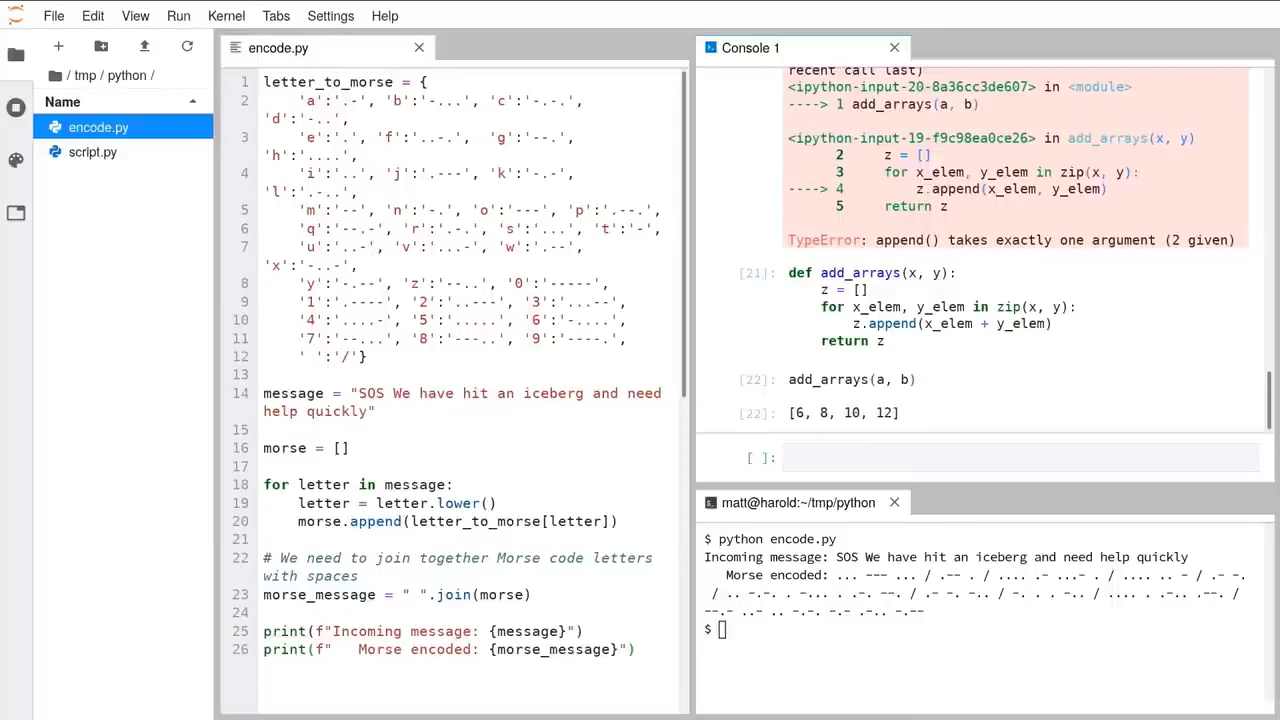 File Edit View Run Kernel Tabs Settings Help
/ tmp / python /
Name
encode.py
script.py
encode.py
1 letter_to_morse = {
2 'a':'.-', 'b':'-...', 'c':'-.-.',
'd':'-..',
3 'e':'.', 'f':'..-.', 'g':'--.',
'h':'....',
4 'i':'..', 'j':'.---', 'k':'-.-',
'l':'.-..',
5 'm':'--', 'n':'-.', 'o':'---', 'p':'.--.',
6 'q':'--.-', 'r':'.-.', 's':'...', 't':'-',
7 'u':'..-', 'v':'...-', 'w':'.--',
'x':'-..-',
8 'y':'-.--', 'z':'--..', '0':'-----',
9 '1':'.----', '2':'..---', '3':'...--',
10 '4':'....-', '5':'.....', '6':'-....',
11 '7':'--...', '8':'---..', '9':'----.',
12 ' ':'/'}
13
14 message = "SOS We have hit an iceberg and need
help quickly"
15
16 morse = []
17
18 for letter in message:
19 letter = letter.lower()
20 morse.append(letter_to_morse[letter])
21
22 # We need to join together Morse code letters
with spaces
23 morse_message = " ".join(morse)
24
25 print(f"Incoming message: {message}")
26 print(f"   Morse encoded: {morse_message}")
Console 1
recent call last)
<ipython-input-20-8a36cc3de607> in <module>
----> 1 add_arrays(a, b)
<ipython-input-19-f9c98ea0ce26> in add_arrays(x, y)
2 z = []
3 for x_elem, y_elem in zip(x, y):
----> 4 z.append(x_elem, y_elem)
5 return z
TypeError: append() takes exactly one argument (2 given)
[21]: def add_arrays(x, y):
z = []
for x_elem, y_elem in zip(x, y):
z.append(x_elem + y_elem)
return z
[22]: add_arrays(a, b)
[22]: [6, 8, 10, 12]
[ ]:
matt@harold:~/tmp/python
$ python encode.py
Incoming message: SOS We have hit an iceberg and need help quickly
Morse encoded: ... --- ... / .-- . / .... .- ...- . / .... .. - / .- -.
/ .. -.-. . -... . .-. --. / .- -. -.. / -. . . -.. / .... . .-.. .--. /
--.- ..- .. -.-. -.- .-.. -.--
$